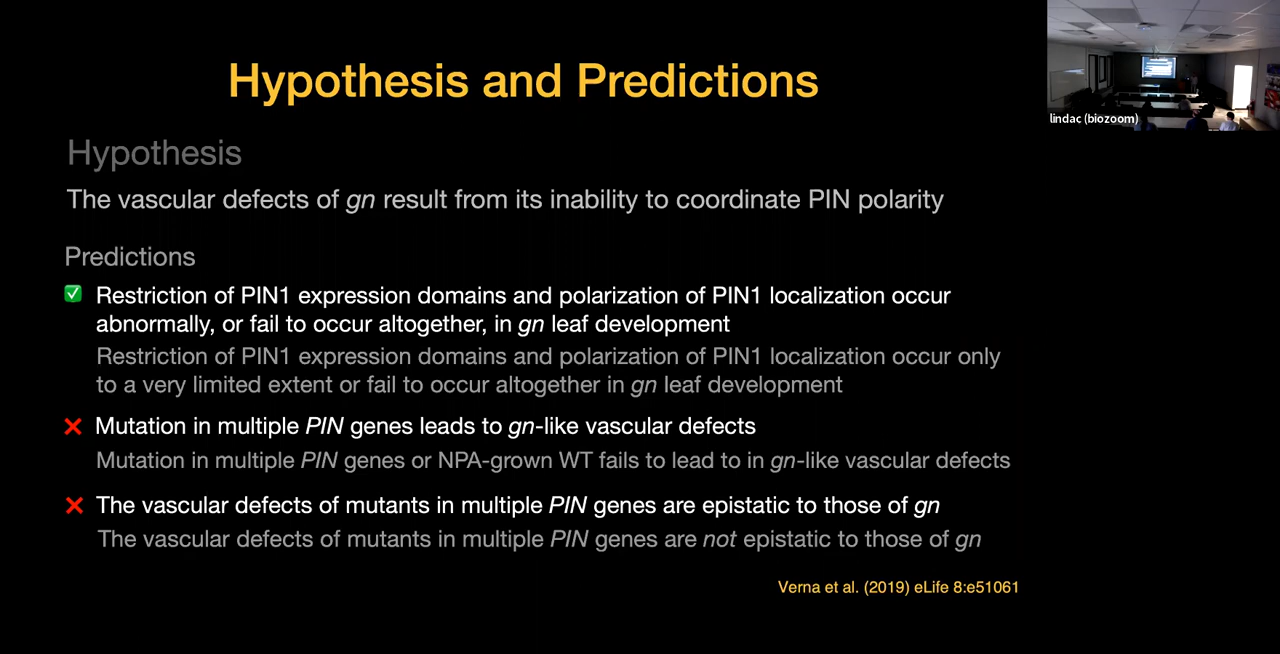 Hypothesis and Predictions
lindac (biozoom)
Hypothesis
The vascular defects of gn result from its inability to coordinate PIN polarity
Predictions
Restriction of PIN1 expression domains and polarization of PIN1 localization occur
abnormally, or fail to occur altogether, in gn leaf development
Restriction of PIN1 expression domains and polarization of PIN1 localization occur only
to a very limited extent or fail to occur altogether in gn leaf development
Mutation in multiple PIN genes leads to gn-like vascular defects
Mutation in multiple PIN genes or NPA-grown WT fails to lead to in gn-like vascular defects
The vascular defects of mutants in multiple PIN genes are epistatic to those of gn
The vascular defects of mutants in multiple PIN genes are not epistatic to those of gn
Verna et al. (2019) eLife 8:e51061